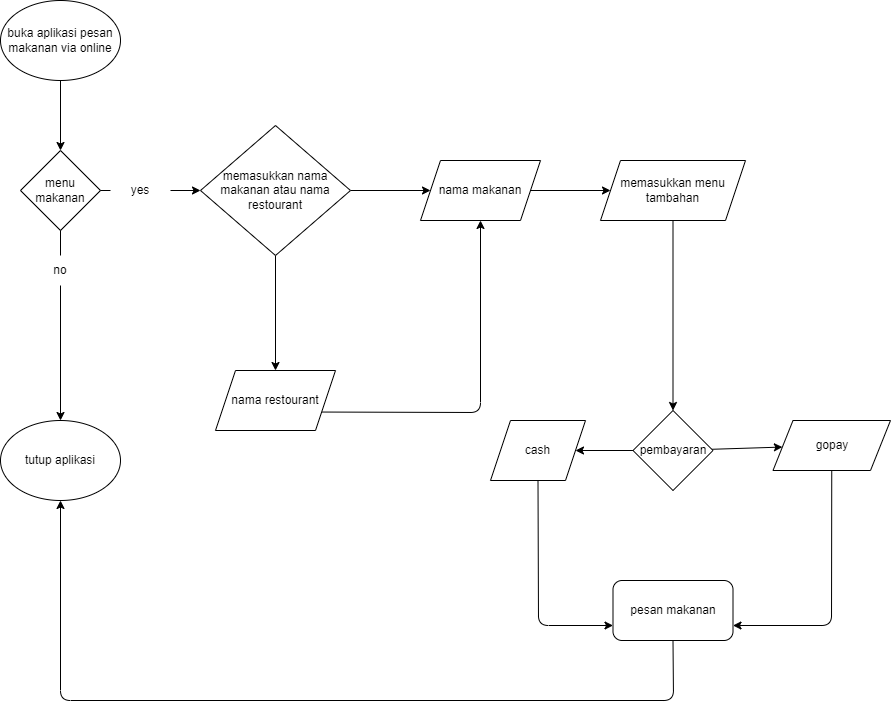 buka aplikasi pesan
makanan via online
menu
makanan
yes
memasukkan nama
makanan atau nama
restourant
nama makanan
memasukkan menu
tambahan
no
nama restourant
tutup aplikasi
cash
pembayaran
gopay
pesan makanan